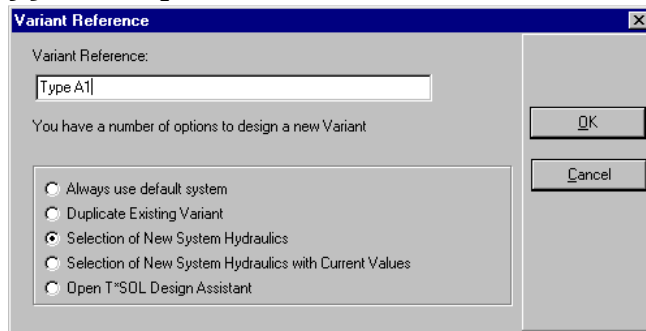 Variant Reference
Variant Reference:
Type A1
You have a number of options to design a new Variant
OK
Cancel
Always use default system
Duplicate Existing Variant
Selection of New System Hydraulics
Selection of New System Hydraulics with Current Values
Open T*SOL Design Assistant